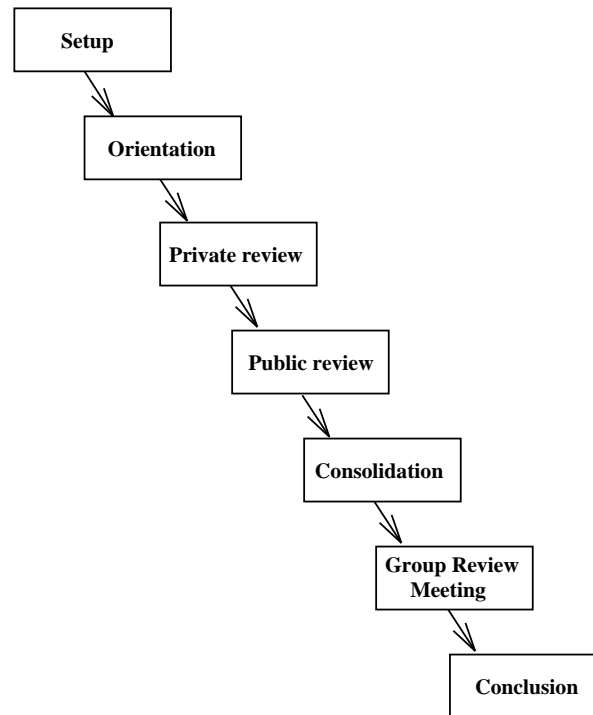 Setup
Orientation
Private review
Public review
Consolidation
Group Review
Meeting
Conclusion